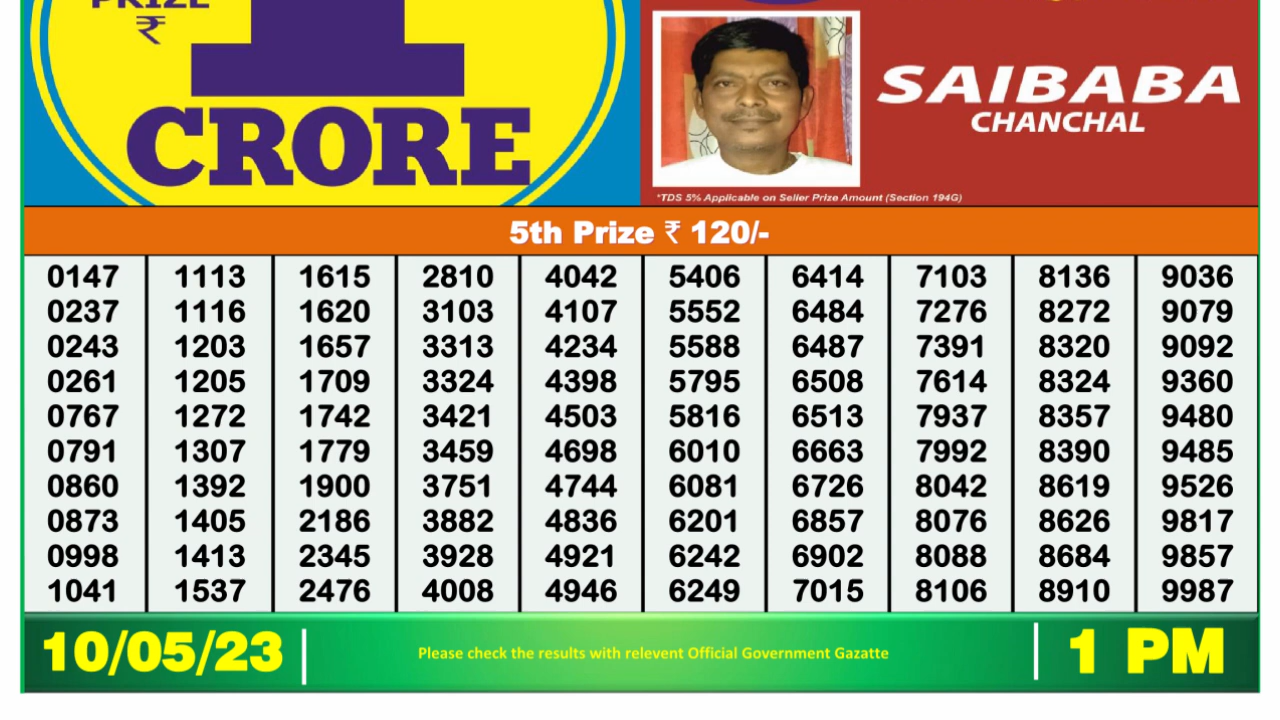 PRIZE
₹
1
CRORE
SAIBABA
CHANCHAL
*TDS 5% Applicable on Seller Prize Amount (Section 194G)
5th Prize ₹ 120/-
0147 1113 1615 2810 4042 5406 6414 7103 8136 9036
0237 1116 1620 3103 4107 5552 6484 7276 8272 9079
0243 1203 1657 3313 4234 5588 6487 7391 8320 9092
0261 1205 1709 3324 4398 5795 6508 7614 8324 9360
0767 1272 1742 3421 4503 5816 6513 7937 8357 9480
0791 1307 1779 3459 4698 6010 6663 7992 8390 9485
0860 1392 1900 3751 4744 6081 6726 8042 8619 9526
0873 1405 2186 3882 4836 6201 6857 8076 8626 9817
0998 1413 2345 3928 4921 6242 6902 8088 8684 9857
1041 1537 2476 4008 4946 6249 7015 8106 8910 9987
10/05/23
Please check the results with relevent Official Government Gazatte
1 PM